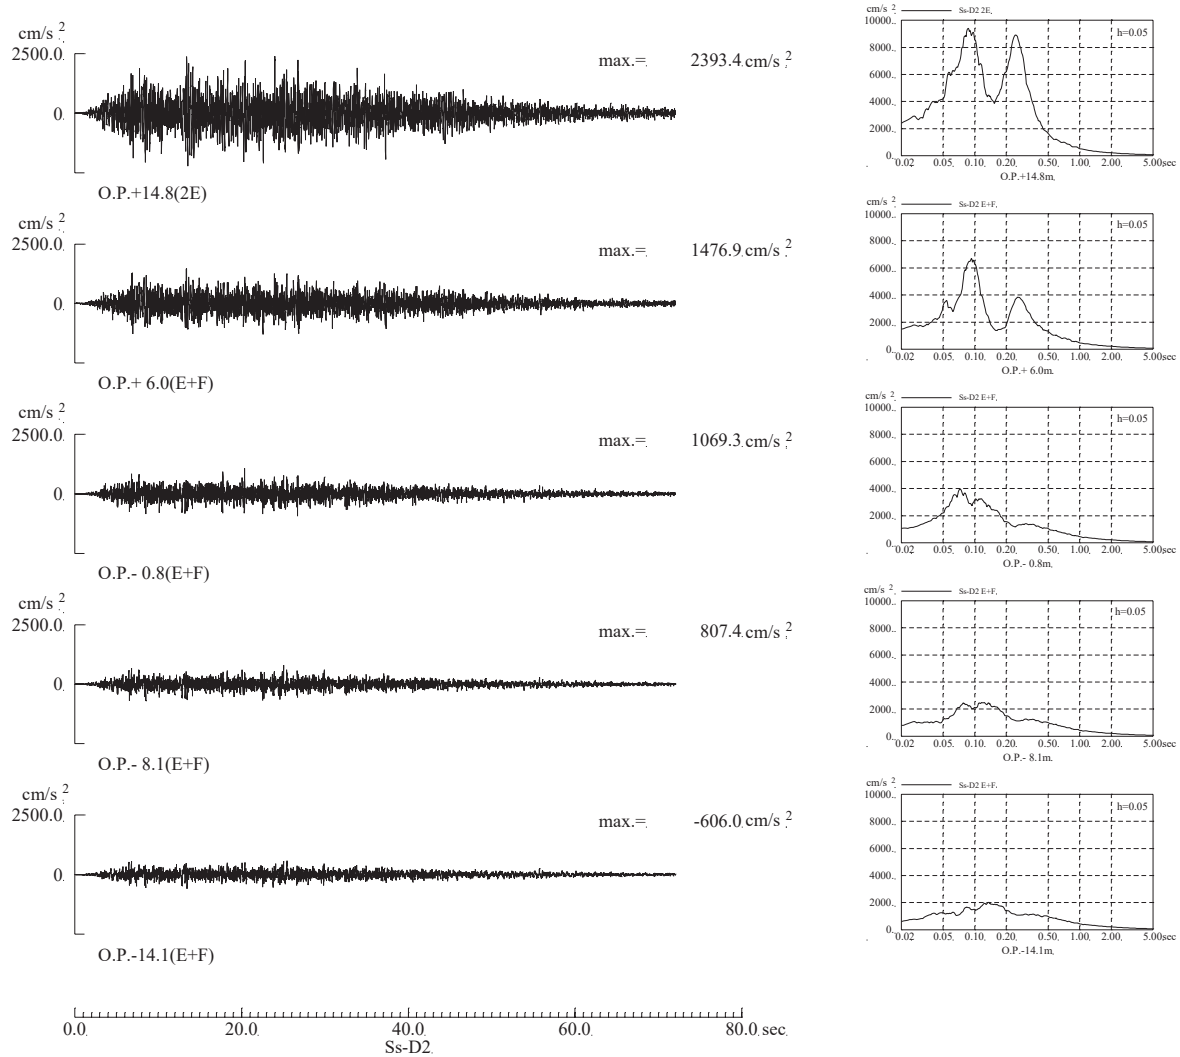 cm/s 2
2500.0
0.
max.= 2393.4 cm/s 2
O.P.+14.8(2E)
cm/s 2
2500.0
0.
max.= 1476.9 cm/s 2
O.P.+ 6.0(E+F)
cm/s 2
2500.0
0.
max.= 1069.3 cm/s 2
O.P.- 0.8(E+F)
cm/s 2
2500.0
0.
max.= 807.4 cm/s 2
O.P.- 8.1(E+F)
cm/s 2
2500.0
0.
max.= -606.0 cm/s 2
O.P.-14.1(E+F)
0.0 20.0 40.0 60.0 80.0 sec
Ss-D2
cm/s 2 Ss-D2 2E
10000.
h=0.05
8000.
6000.
4000.
2000.
0.
0.02 0.05 0.10 0.20 0.50 1.00 2.00 5.00sec
O.P.+14.8m
cm/s 2 Ss-D2 E+F
10000.
h=0.05
8000.
6000.
4000.
2000.
0.
0.02 0.05 0.10 0.20 0.50 1.00 2.00 5.00sec
O.P.+ 6.0m
cm/s 2 Ss-D2 E+F
10000.
h=0.05
8000.
6000.
4000.
2000.
0.
0.02 0.05 0.10 0.20 0.50 1.00 2.00 5.00sec
O.P.- 0.8m
cm/s 2 Ss-D2 E+F
10000.
h=0.05
8000.
6000.
4000.
2000.
0.
0.02 0.05 0.10 0.20 0.50 1.00 2.00 5.00sec
O.P.- 8.1m
cm/s 2 Ss-D2 E+F
10000.
h=0.05
8000.
6000.
4000.
2000.
0.
0.02 0.05 0.10 0.20 0.50 1.00 2.00 5.00sec
O.P.-14.1m